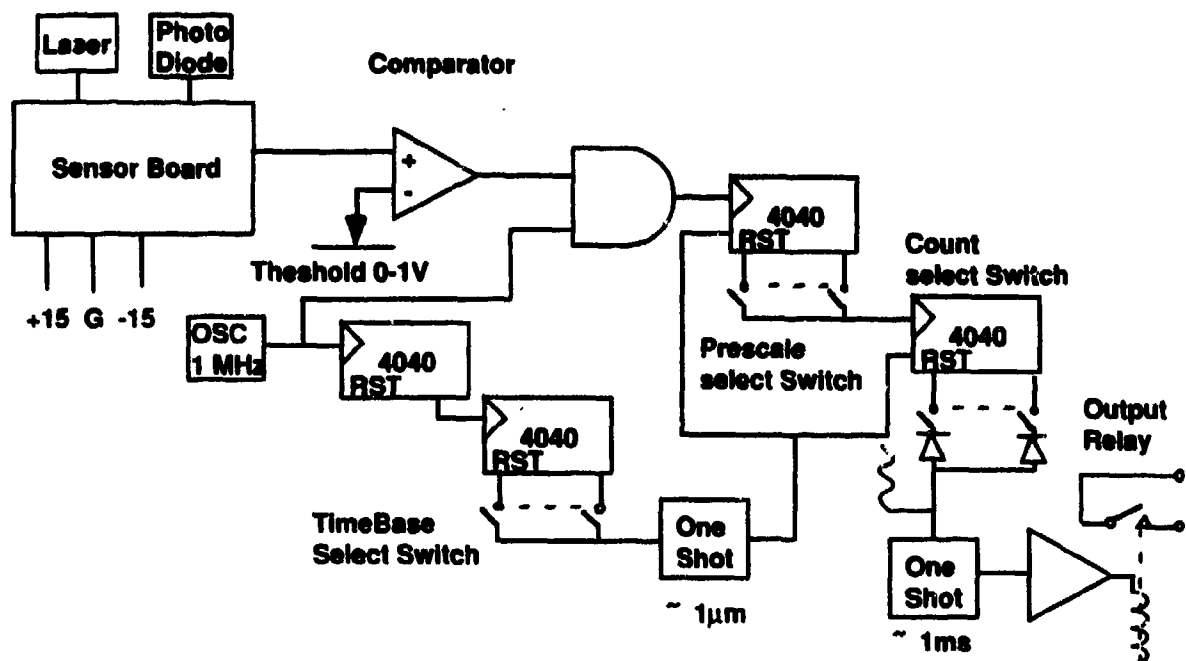 Laser
Photo
Diode
Comparator
Sensor Board
+
-
Theshold 0-1V
+15 G -15
OSC
1 MHz
4040
RST
4040
RST
TimeBase
Select Switch
One
Shot
~ 1µm
4040
RST
Prescale
select Switch
Count
select Switch
4040
RST
Output
Relay
One
Shot
~ 1ms